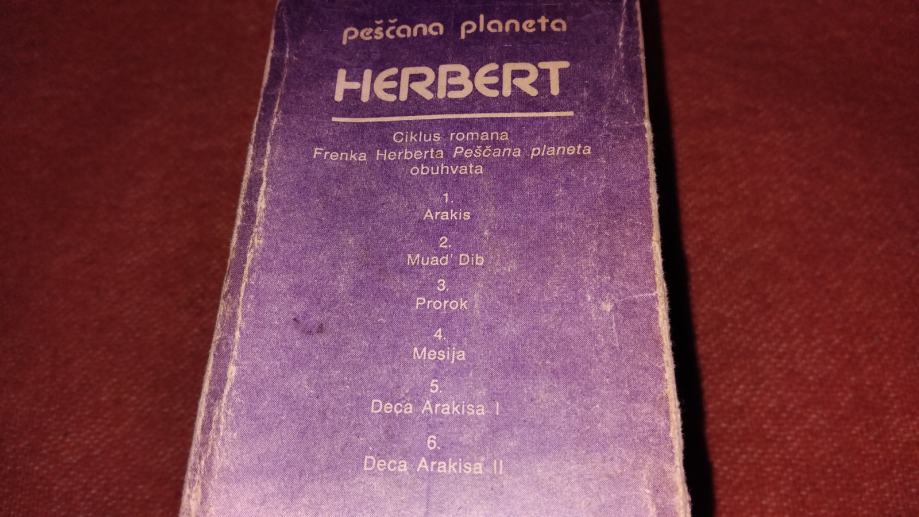 peščana planeta
HERBERT
Ciklus romana
Frenka Herberta Peščana planeta
obuhvata
1.
Arakis
2.
Muad' Dib
3.
Prorok
4.
Mesija
5.
Deca Arakisa I
6.
Deca Arakisa II